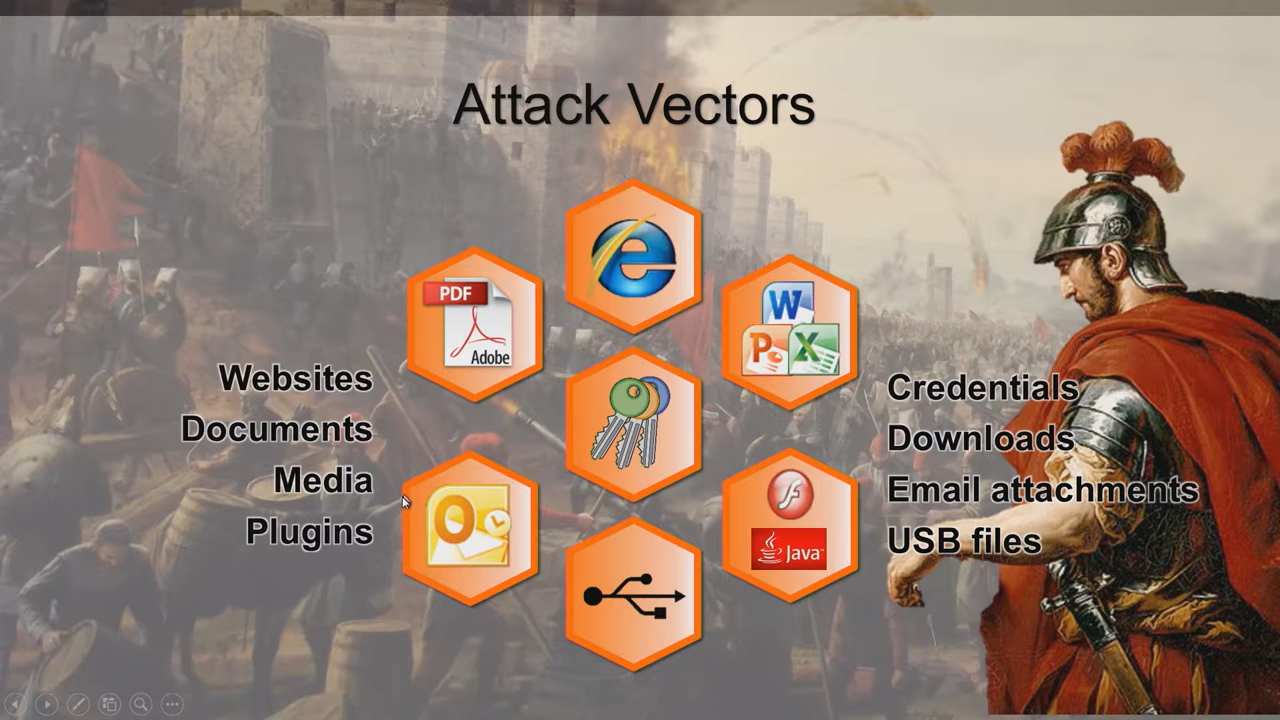 Attack Vectors
PDF
Adobe
W
P
X
Websites
Documents
Media
Plugins
Credentials
Downloads
Email attachments
USB files
O
Java